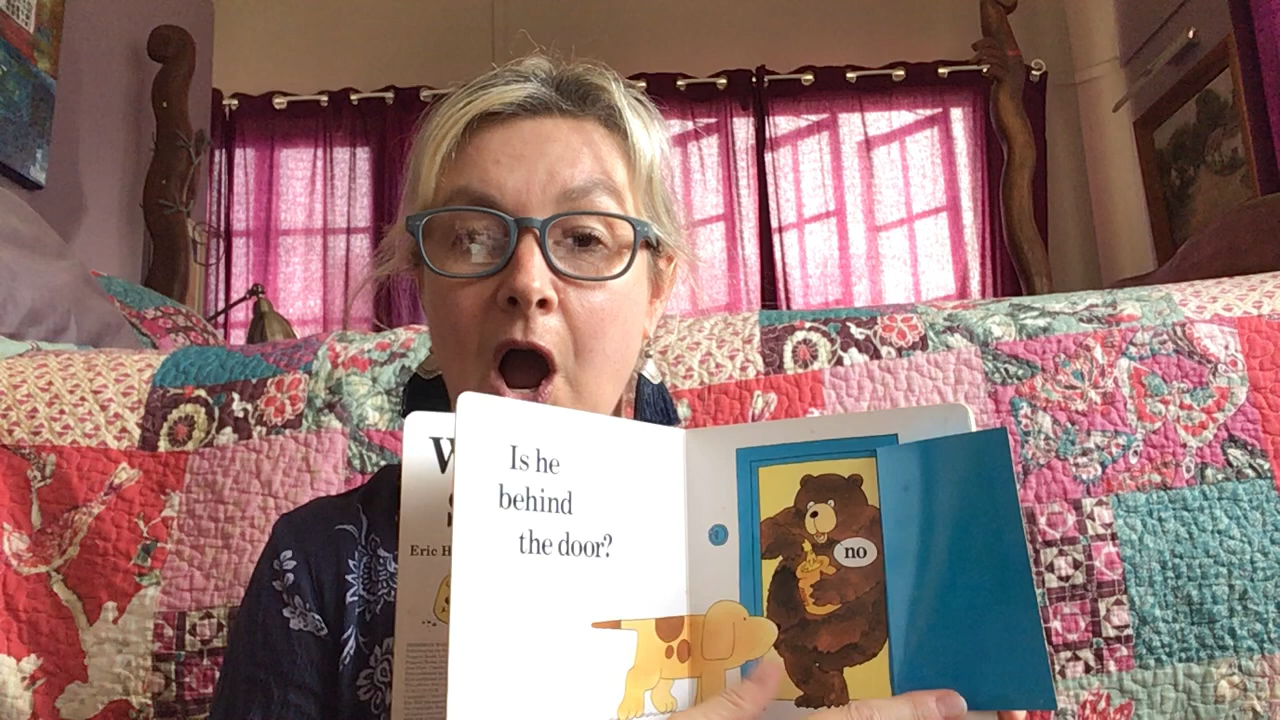 Is he
behind
the door?
no
W
Eric H